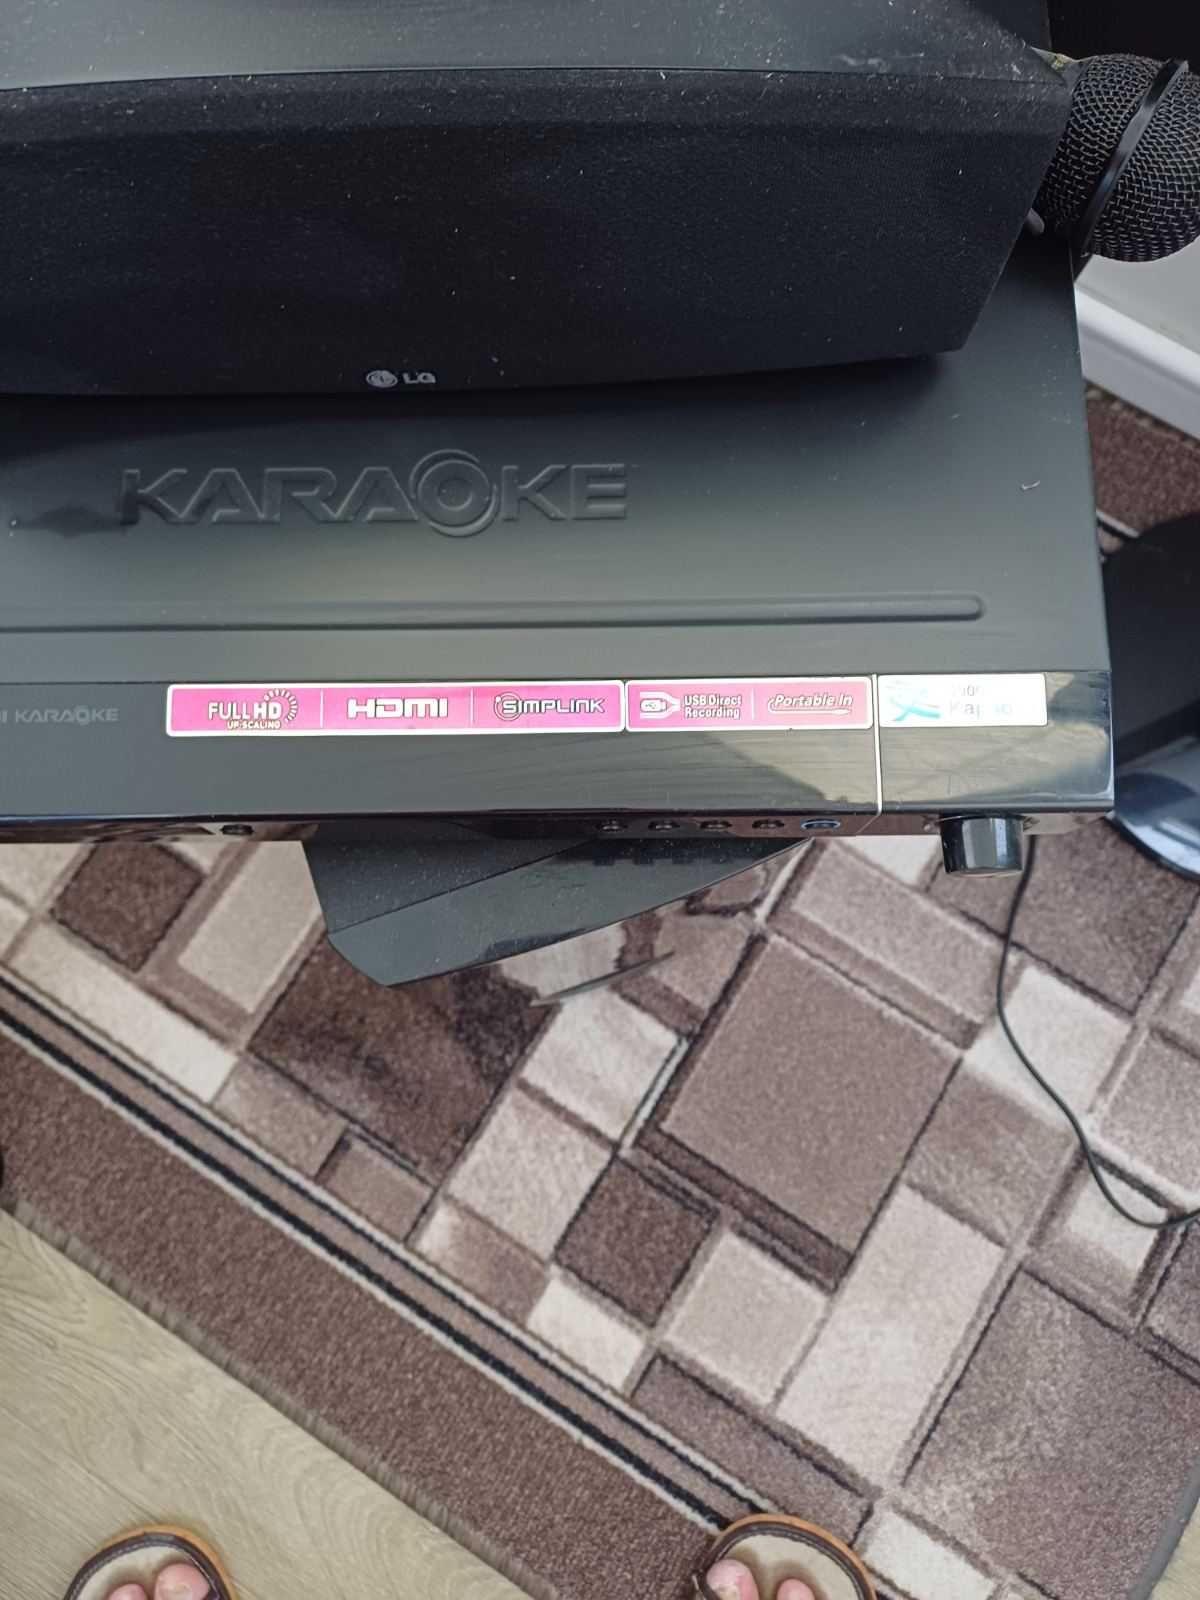 LG
KARAOKE
KARAOKE
FULL HD
UP-SCALING
HDMI
SIMPLINK
USB Direct
Recording
Portable In